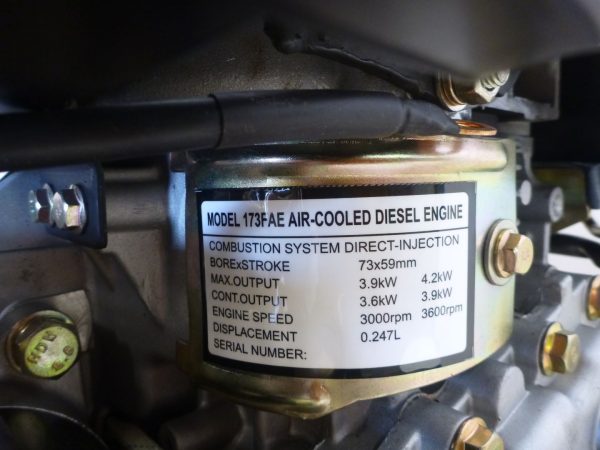 MODEL 173FAE AIR-COOLED DIESEL ENGINE
COMBUSTION SYSTEM DIRECT-INJECTION
BORExSTROKE 73x59mm
MAX.OUTPUT 3.9kW 4.2kW
CONT.OUTPUT 3.6kW 3.9kW
ENGINE SPEED 3000rpm 3600rpm
DISPLACEMENT 0.247L
SERIAL NUMBER: